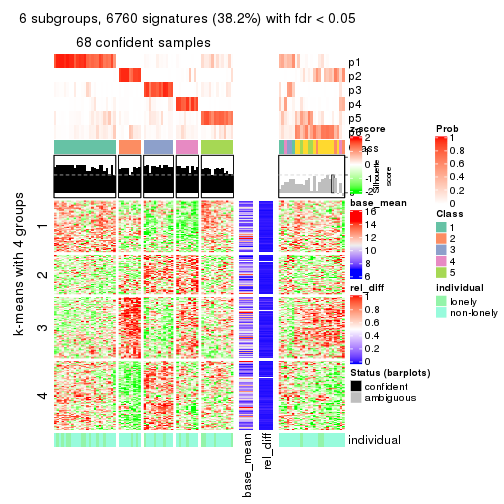 6 subgroups, 6760 signatures (38.2%) with fdr < 0.05
68 confident samples
p1
p2
p3
p4
p5
p6
z-score
2
1
0
-1
-2
Silhouette
score
Prob
1
0.8
0.6
0.4
0.2
0
Class
1
2
3
4
5
k-means with 4 groups
1
2
3
4
base_mean
16
14
12
10
8
6
rel_diff
1
0.8
0.6
0.4
0.2
0
individual
lonely
non-lonely
Status (barplots)
confident
ambiguous
individual
base_mean
rel_diff